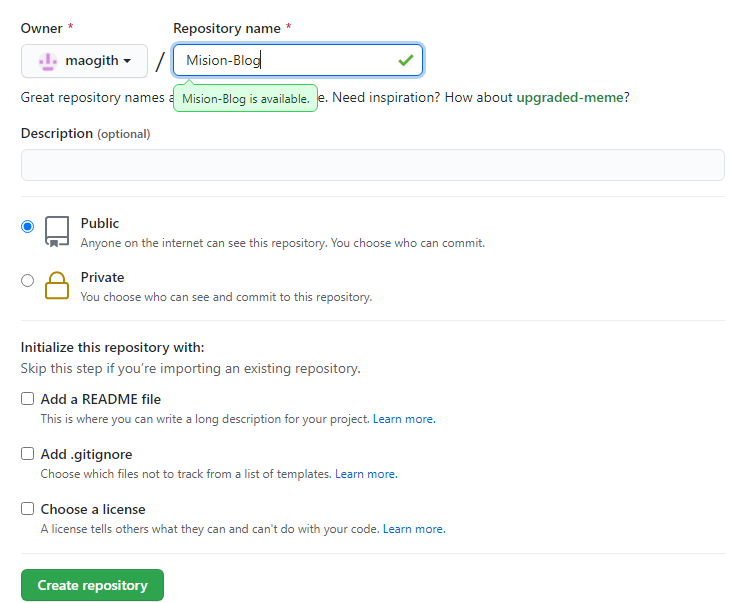 Owner * Repository name *
maogith / Mision-Blog
Great repository names a Mision-Blog is available. e. Need inspiration? How about upgraded-meme?
Description (optional)
Public
Anyone on the internet can see this repository. You choose who can commit.
Private
You choose who can see and commit to this repository.
Initialize this repository with:
Skip this step if you’re importing an existing repository.
Add a README file
This is where you can write a long description for your project. Learn more.
Add .gitignore
Choose which files not to track from a list of templates. Learn more.
Choose a license
A license tells others what they can and can't do with your code. Learn more.
Create repository